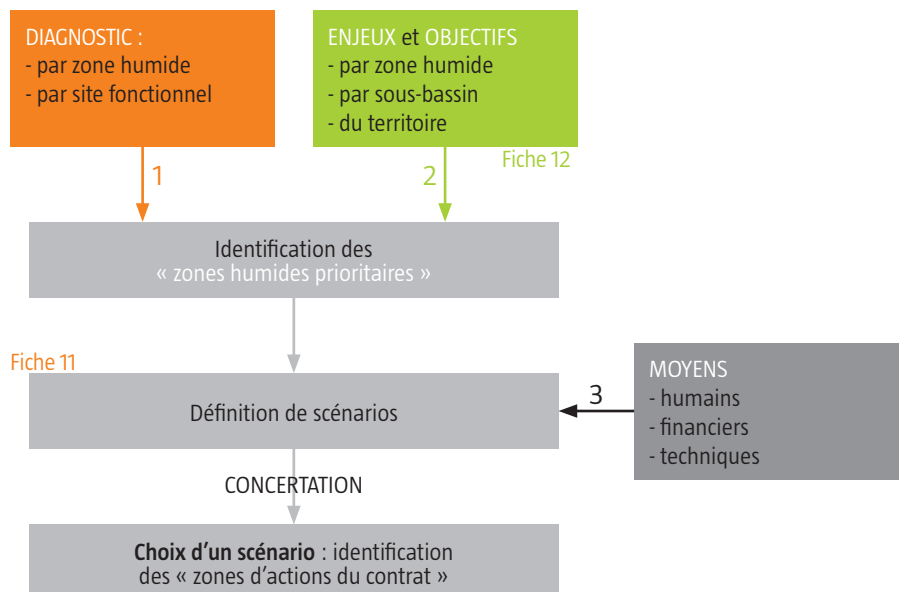 DIAGNOSTIC :
- par zone humide
- par site fonctionnel
ENJEUX et OBJECTIFS
- par zone humide
- par sous-bassin
- du territoire
Fiche 12
1
2
Identification des
« zones humides prioritaires »
Fiche 11
Définition de scénarios
3
MOYENS
- humains
- financiers
- techniques
CONCERTATION
Choix d’un scénario : identification
des « zones d’actions du contrat »